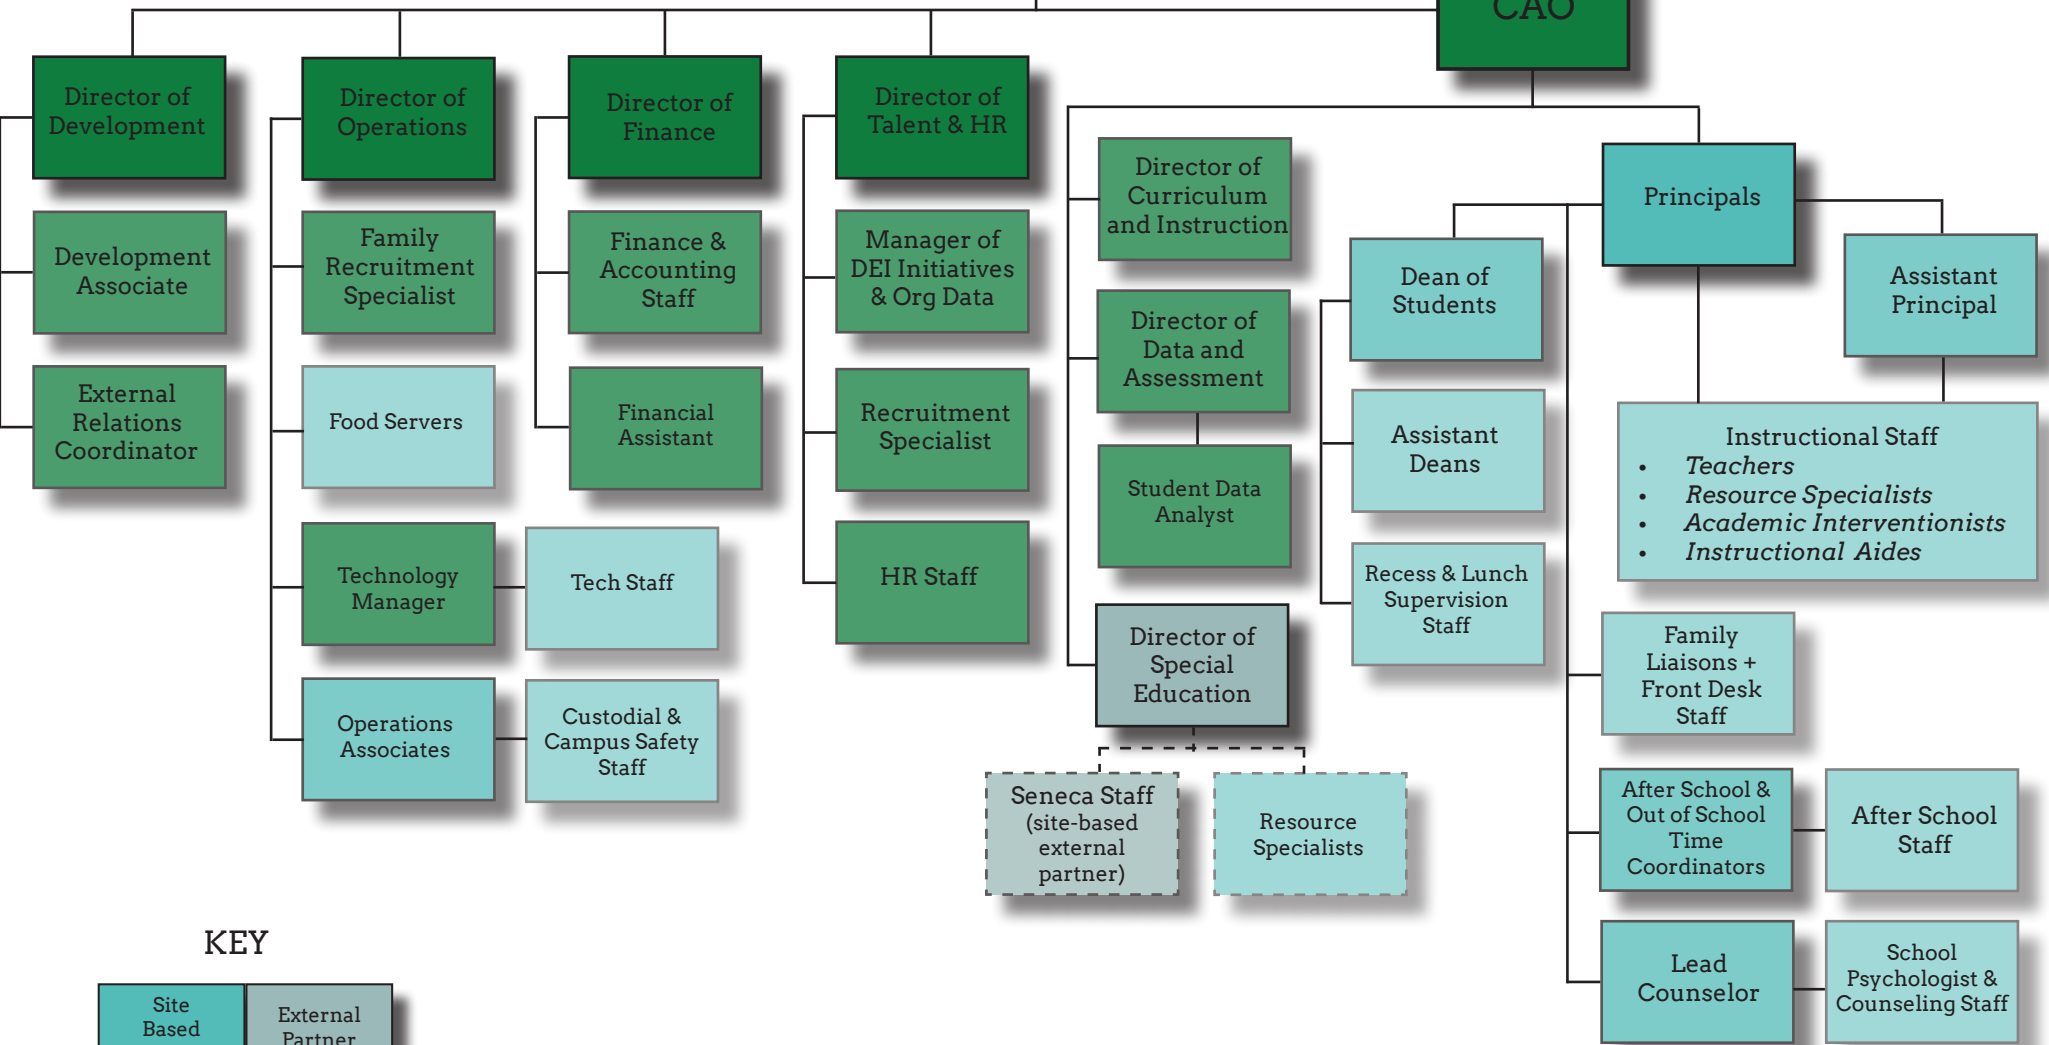 CAO
Director of
Development
Director of
Operations
Director of
Finance
Director of
Talent & HR
Development
Associate
External
Relations
Coordinator
Family
Recruitment
Specialist
Food Servers
Technology
Manager
Tech Staff
Operations
Associates
Custodial &
Campus Safety
Staff
Finance &
Accounting
Staff
Financial
Assistant
Manager of
DEI Initiatives
& Org Data
Recruitment
Specialist
HR Staff
Director of
Curriculum
and Instruction
Director of
Data and
Assessment
Student Data
Analyst
Director of
Special
Education
Seneca Staff
(site-based
external
partner)
Resource
Specialists
Principals
Dean of
Students
Assistant
Deans
Recess & Lunch
Supervision
Staff
Assistant
Principal
Instructional Staff
• Teachers
• Resource Specialists
• Academic Interventionists
• Instructional Aides
Family
Liaisons +
Front Desk
Staff
After School &
Out of School
Time
Coordinators
After School
Staff
Lead
Counselor
School
Psychologist &
Counseling Staff
KEY
Site
Based
External
Partner